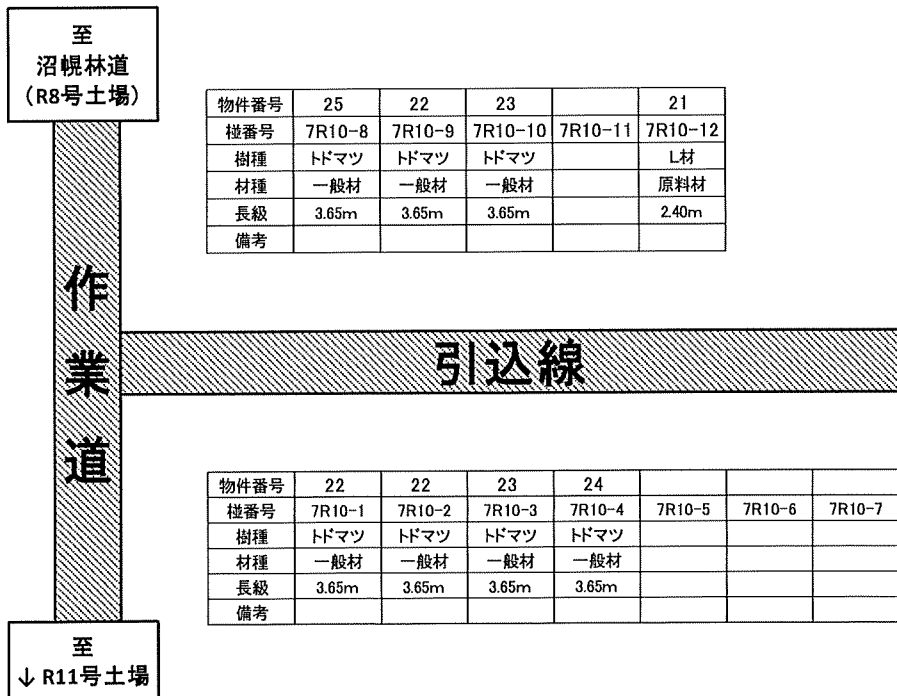 至
沼幌林道
（R8号土場）
物件番号 25 22 23 21
椪番号 7R10-8 7R10-9 7R10-10 7R10-11 7R10-12
樹種 トドマツ トドマツ トドマツ L材
材種 一般材 一般材 一般材 原料材
長級 3.65m 3.65m 3.65m 2.40m
備考
作業道
引込線
物件番号 22 22 23 24
椪番号 7R10-1 7R10-2 7R10-3 7R10-4 7R10-5 7R10-6 7R10-7
樹種 トドマツ トドマツ トドマツ トドマツ
材種 一般材 一般材 一般材 一般材
長級 3.65m 3.65m 3.65m 3.65m
備考
至
↓ R11号土場